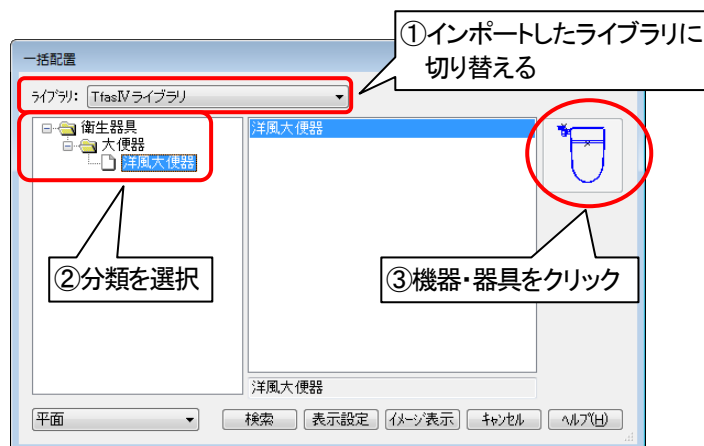 ①インポートしたライブラリに
切り替える
一括配置
ライブラリ: TfasⅣライブラリ
衛生器具
大便器
洋風大便器
洋風大便器
②分類を選択
③機器・器具をクリック
洋風大便器
平面
検索
表示設定
イメージ表示
キャンセル
ヘルプ(H)